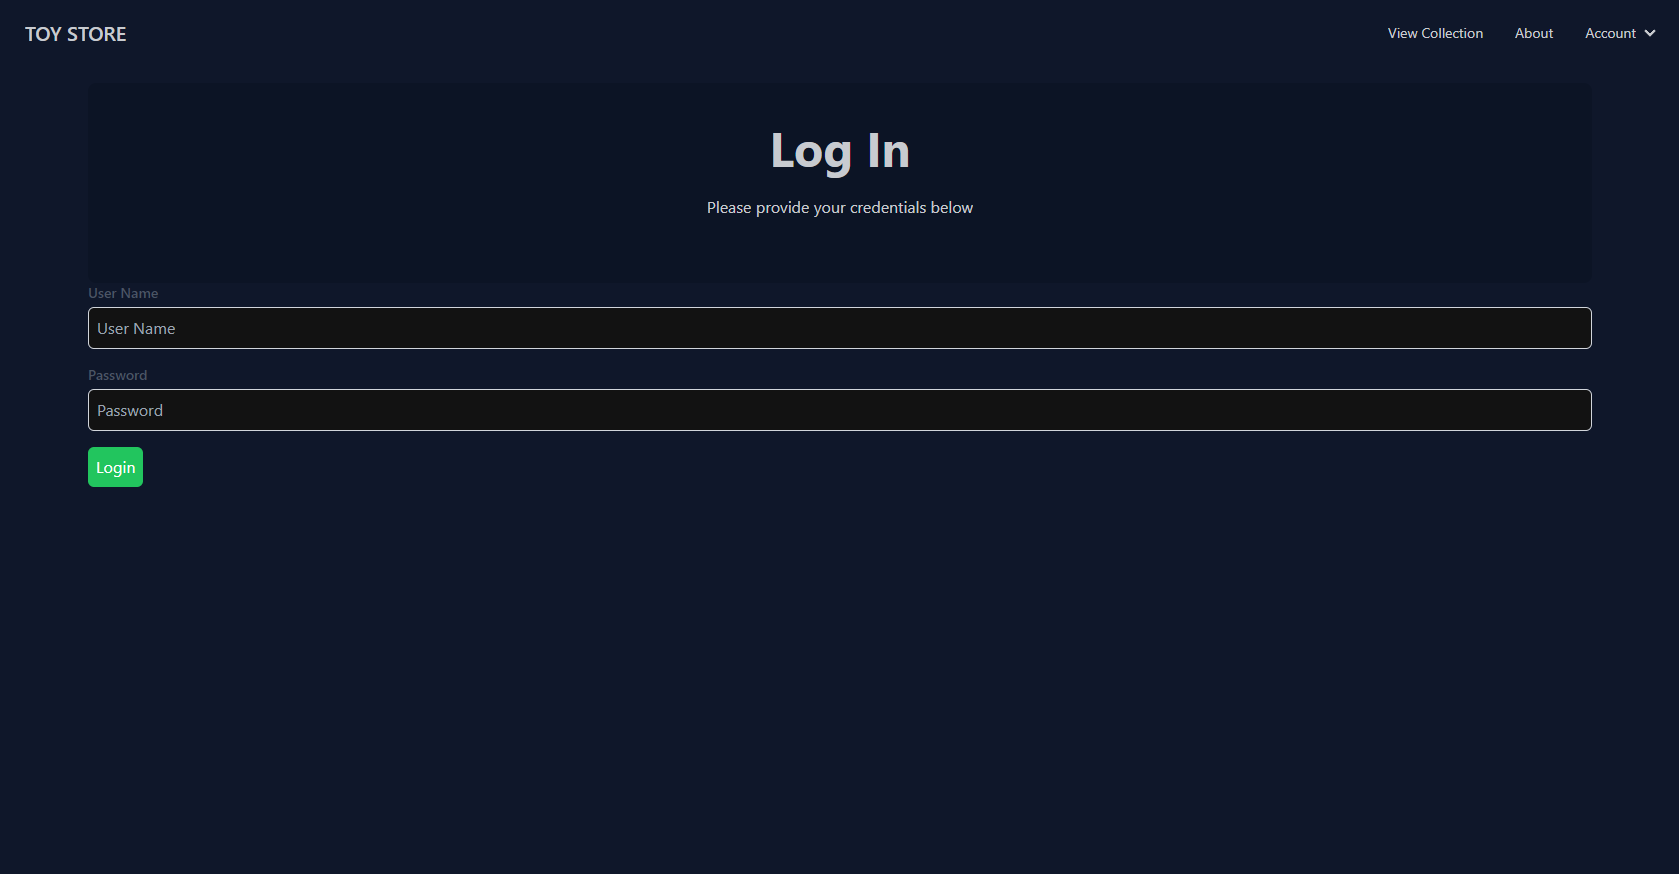 TOY STORE
View Collection
About
Account
Log In
Please provide your credentials below
User Name
User Name
Password
Password
Login